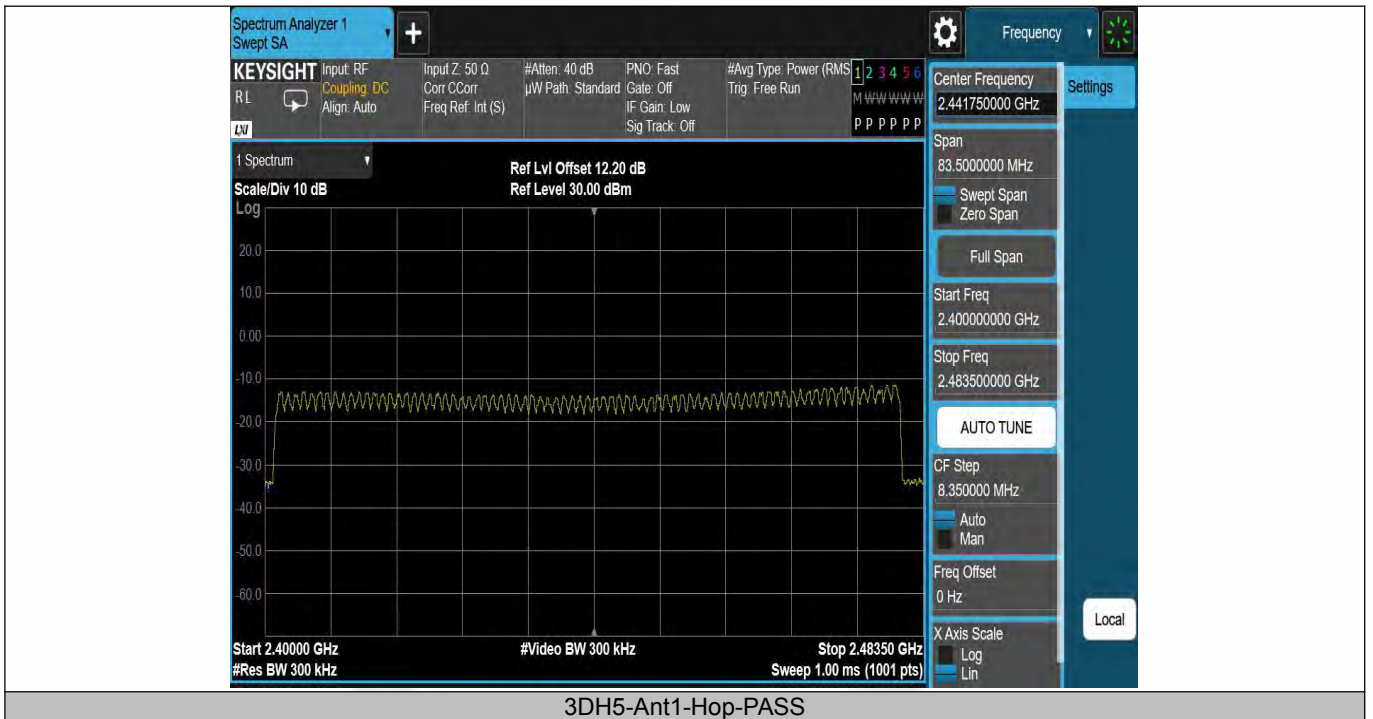 Spectrum Analyzer 1
Swept SA
+
Frequency
KEYSIGHT
RL
LXI
Input: RF
Coupling: DC
Align: Auto
Input Z: 50 Ω
Corr CCorr
Freq Ref: Int (S)
#Atten: 40 dB
µW Path: Standard
PNO: Fast
Gate: Off
IF Gain: Low
Sig Track: Off
#Avg Type: Power (RMS
Trig: Free Run
1 2 3 4 5 6
M W W W W W
P P P P P P
1 Spectrum
Scale/Div 10 dB
Ref Lvl Offset 12.20 dB
Ref Level 30.00 dBm
Log
20.0
10.0
0.00
-10.0
-20.0
-30.0
-40.0
-50.0
-60.0
Start 2.40000 GHz
#Res BW 300 kHz
#Video BW 300 kHz
Stop 2.48350 GHz
Sweep 1.00 ms (1001 pts)
Center Frequency
2.441750000 GHz
Settings
Span
83.5000000 MHz
Swept Span
Zero Span
Full Span
Start Freq
2.400000000 GHz
Stop Freq
2.483500000 GHz
AUTO TUNE
CF Step
8.350000 MHz
Auto
Man
Freq Offset
0 Hz
X Axis Scale
Log
Lin
Local
3DH5-Ant1-Hop-PASS